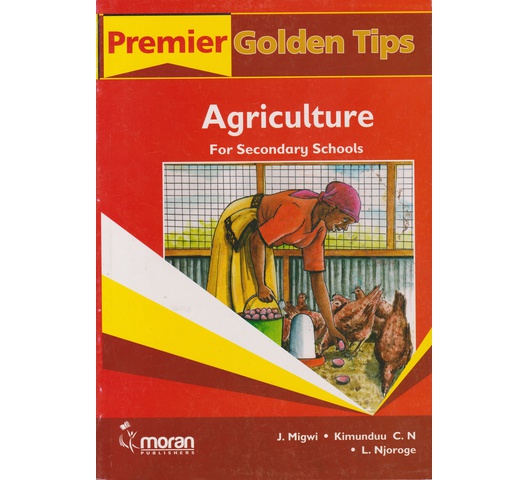 Premier Golden Tips
Agriculture
For Secondary Schools
J. Migwi • Kimunduu C. N
• L. Njoroge
moran
PUBLISHERS